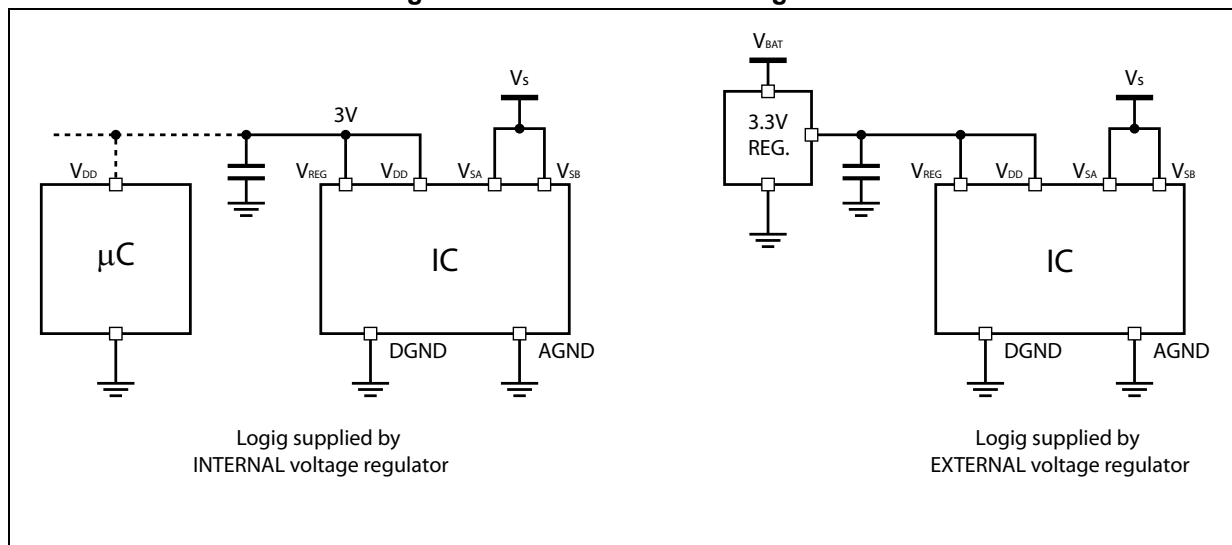 3V
Vs
VDD
VREG
VDD
VSA
VSB
μC
IC
DGND
AGND
Logig supplied by
INTERNAL voltage regulator
VBAT
3.3V
REG.
Vs
VREG
VDD
VSA
VSB
IC
DGND
AGND
Logig supplied by
EXTERNAL voltage regulator